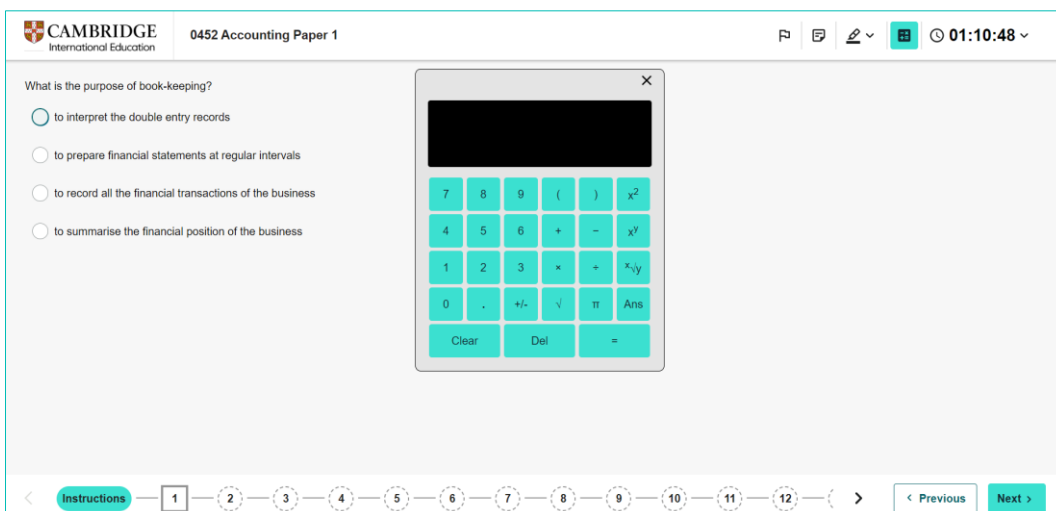 CAMBRIDGE
International Education
0452 Accounting Paper 1
01:10:48
What is the purpose of book-keeping?
to interpret the double entry records
to prepare financial statements at regular intervals
to record all the financial transactions of the business
to summarise the financial position of the business
7 8 9 ( ) x²
4 5 6 + − xʸ
1 2 3 × ÷ ˣ√y
0 . +/- √ π Ans
Clear Del =
Instructions 1 2 3 4 5 6 7 8 9 10 11 12 Previous Next